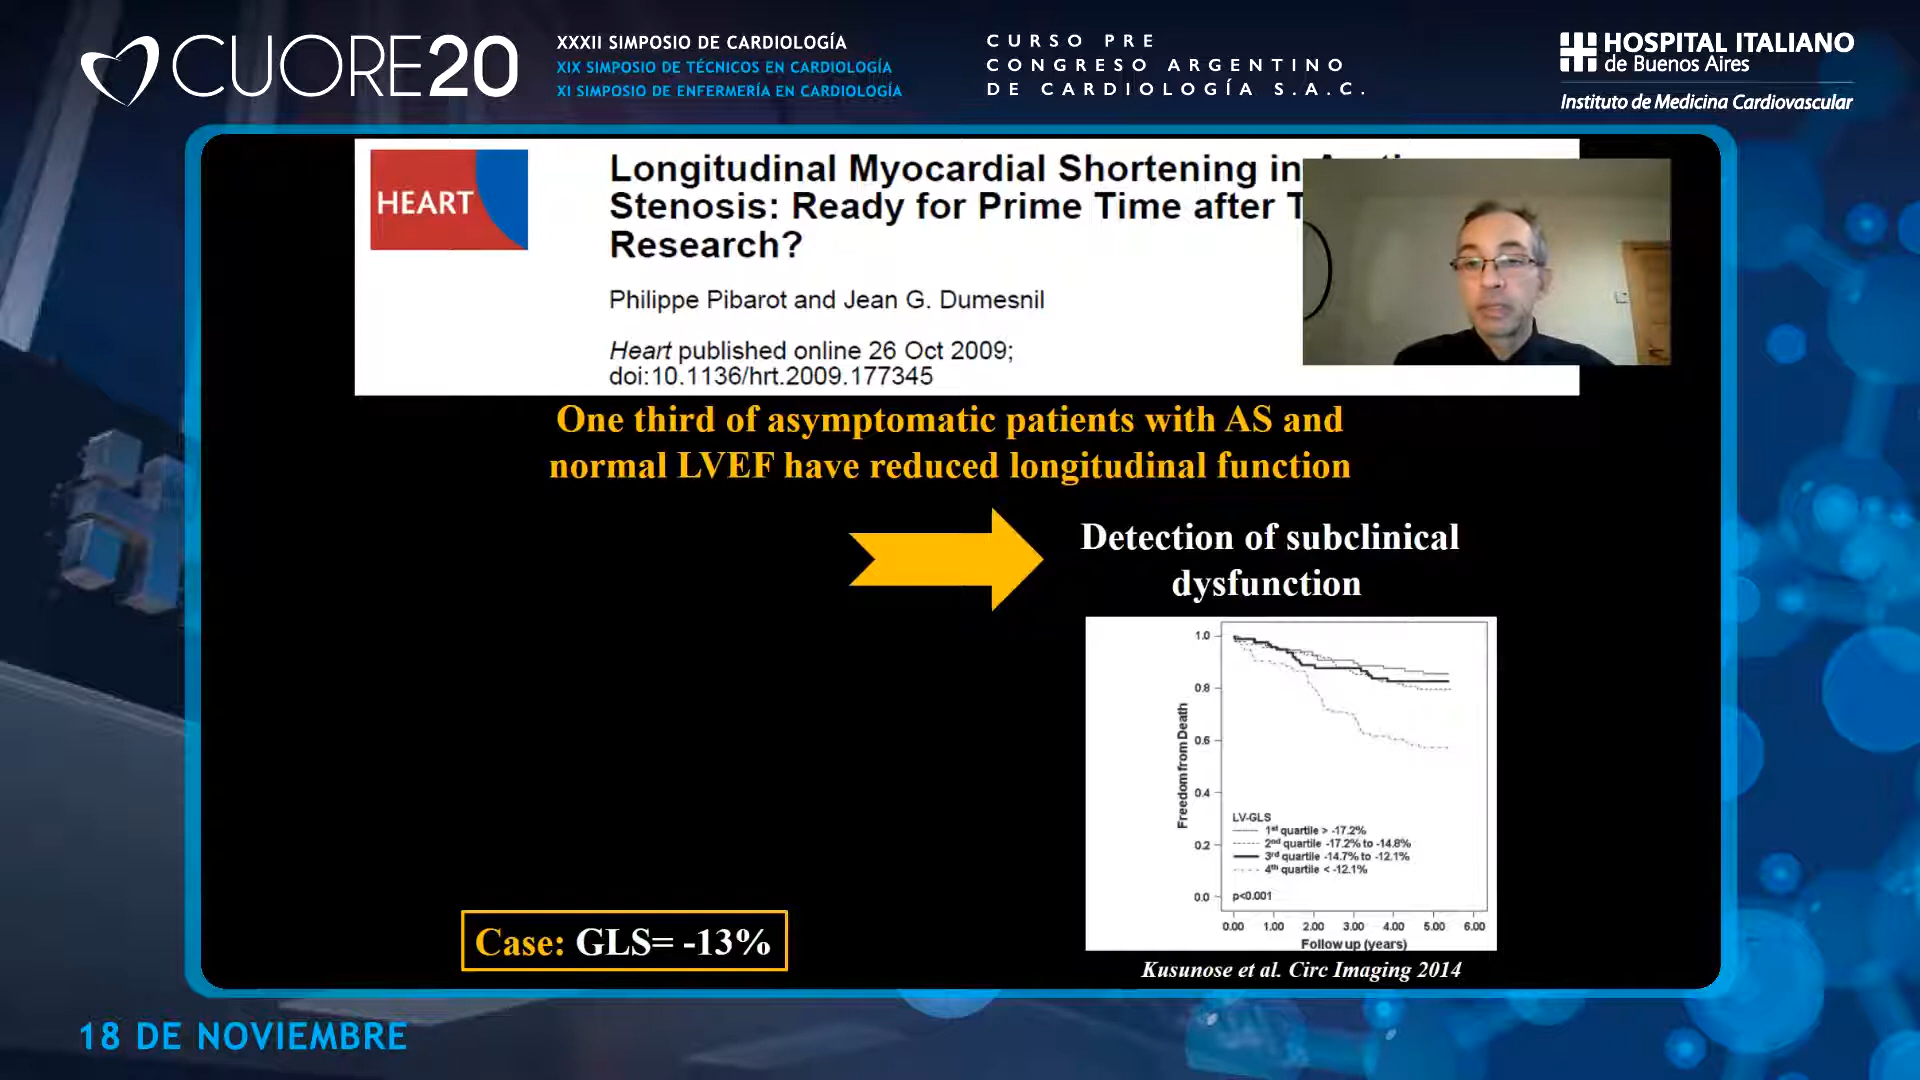 CUORE20
XXXII SIMPOSIO DE CARDIOLOGÍA
XIX SIMPOSIO DE TÉCNICOS EN CARDIOLOGÍA
XI SIMPOSIO DE ENFERMERÍA EN CARDIOLOGÍA
CURSO PRE
CONGRESO ARGENTINO
DE CARDIOLOGÍA S.A.C.
HOSPITAL ITALIANO
de Buenos Aires
Instituto de Medicina Cardiovascular
HEART
Longitudinal Myocardial Shortening in
Stenosis: Ready for Prime Time after
Research?
Philippe Pibarot and Jean G. Dumesnil
Heart published online 26 Oct 2009;
doi:10.1136/hrt.2009.177345
One third of asymptomatic patients with AS and
normal LVEF have reduced longitudinal function
Detection of subclinical
dysfunction
1.0
0.8
0.6
0.4
0.2
0.0
Freedom from Death
LV-GLS
1st quartile > -17.2%
2nd quartile -17.2% to -14.8%
3rd quartile -14.7% to -12.1%
4th quartile < -12.1%
p<0.001
0.00 1.00 2.00 3.00 4.00 5.00 6.00
Follow up (years)
Case: GLS= -13%
Kusunose et al. Circ Imaging 2014
18 DE NOVIEMBRE